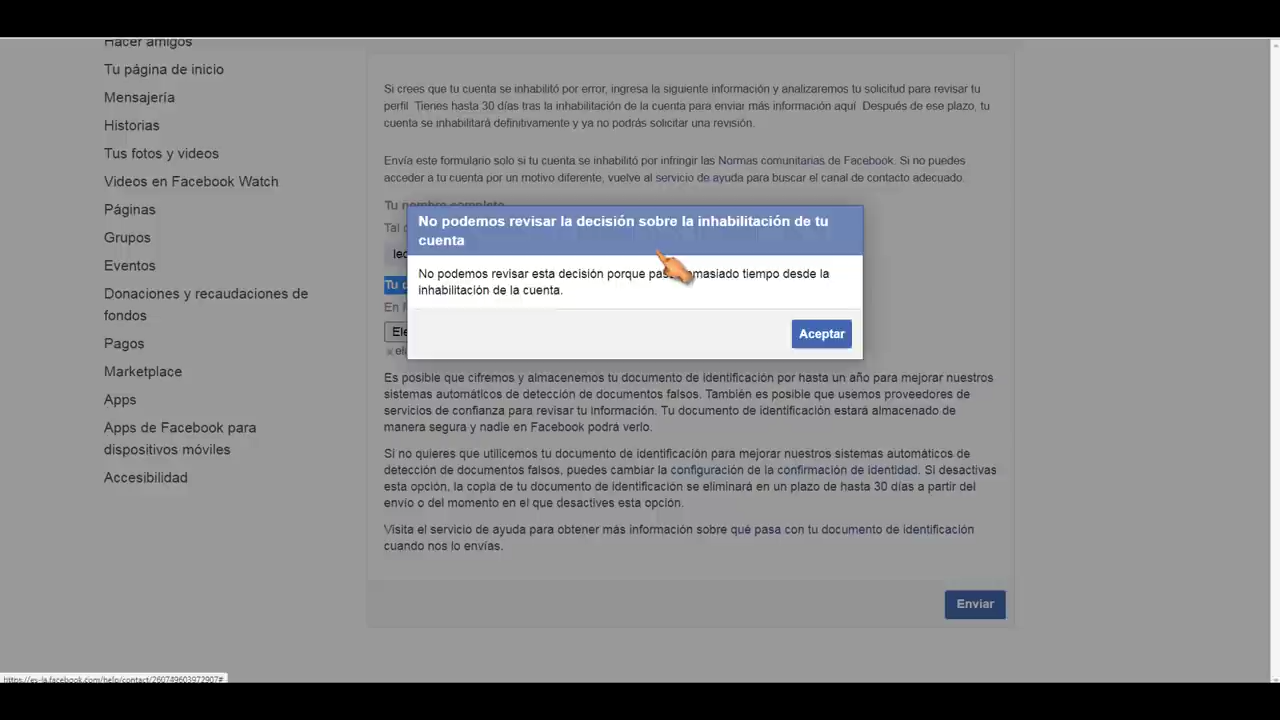 Hacer amigos
Tu página de inicio
Mensajería
Historias
Tus fotos y videos
Videos en Facebook Watch
Páginas
Grupos
Eventos
Donaciones y recaudaciones de
fondos
Pagos
Marketplace
Apps
Apps de Facebook para
dispositivos móviles
Accesibilidad
Si crees que tu cuenta se inhabilitó por error, ingresa la siguiente información y analizaremos tu solicitud para revisar tu
perfil. Tienes hasta 30 días tras la inhabilitación de la cuenta para enviar más información aquí. Después de ese plazo, tu
cuenta se inhabilitará definitivamente y ya no podrás solicitar una revisión.
Envía este formulario solo si tu cuenta se inhabilitó por infringir las Normas comunitarias de Facebook. Si no puedes
acceder a tu cuenta por un motivo diferente, vuelve al servicio de ayuda para buscar el canal de contacto adecuado.
Tu nombre completo
Tal
No podemos revisar la decisión sobre la inhabilitación de tu
cuenta
No podemos revisar esta decisión porque tiempo desde la
inhabilitación de la cuenta.
Aceptar
Tu
Es posible que cifremos y almacenemos tu documento de identificación por hasta un año para mejorar nuestros
sistemas automáticos de detección de documentos falsos. También es posible que usemos proveedores de
servicios de confianza para revisar tu información. Tu documento de identificación estará almacenado de
manera segura y nadie en Facebook podrá verlo.
Si no quieres que utilicemos tu documento de identificación para mejorar nuestros sistemas automáticos de
detección de documentos falsos, puedes cambiar la configuración de la confirmación de identidad. Si desactivas
esta opción, la copia de tu documento de identificación se eliminará en un plazo de hasta 30 días a partir del
envío o del momento en el que desactives esta opción.
Visita el servicio de ayuda para obtener más información sobre qué pasa con tu documento de identificación
cuando nos lo envías.
Enviar
https://es-la.facebook.com/help/contact/260749603972907#